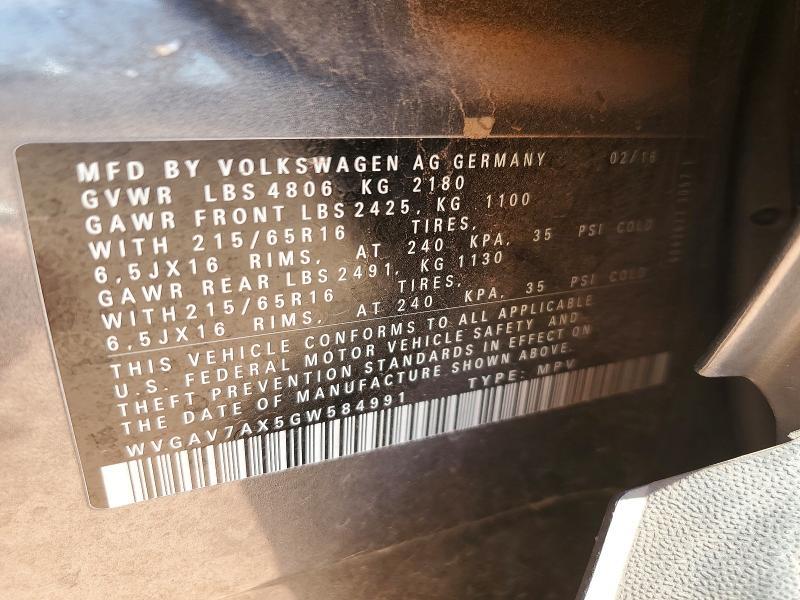 MFD BY VOLKSWAGEN AG GERMANY 02/16
GVWR LBS 4806 KG 2180
GAWR FRONT LBS 2425, KG 1100
WITH 215/65R16 TIRES,
6,5JX16 RIMS, AT 240 KPA, 35 PSI COLD
GAWR REAR LBS 2491, KG 1130
WITH 215/65R16 TIRES,
6,5JX16 RIMS, AT 240 KPA, 35 PSI COLD
THIS VEHICLE CONFORMS TO ALL APPLICABLE
U.S. FEDERAL MOTOR VEHICLE SAFETY AND
THEFT PREVENTION STANDARDS IN EFFECT ON
THE DATE OF MANUFACTURE SHOWN ABOVE.
WVGAV7AX5GW584991 TYPE: MPV